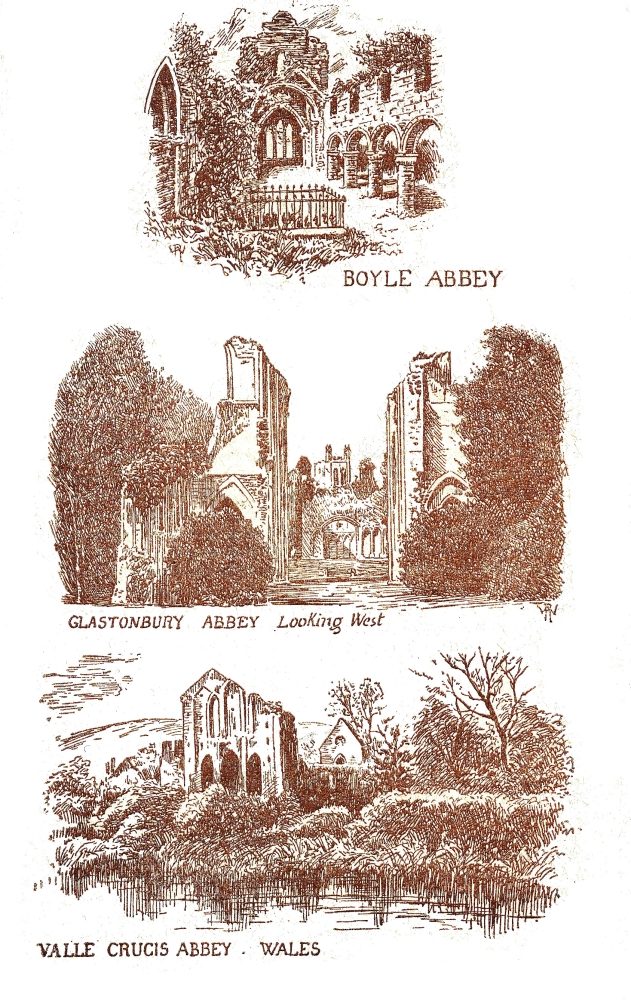 BOYLE ABBEY
GLASTONBURY ABBEY Looking West
VALLE CRUCIS ABBEY . WALES